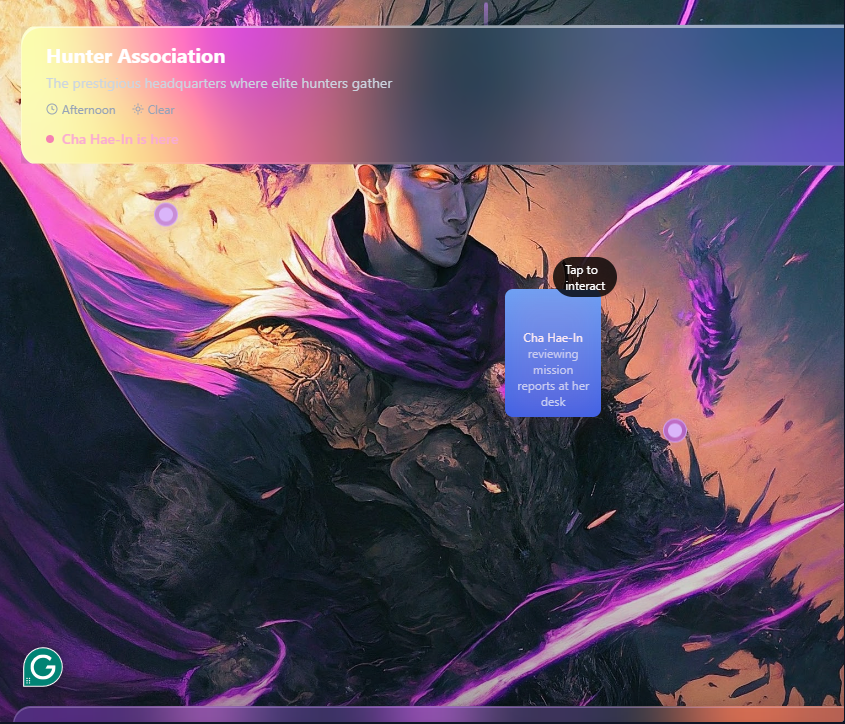 Hunter Association
The prestigious headquarters where elite hunters gather
Afternoon Clear
Cha Hae-In is here
Tap to
interact
Cha Hae-In
reviewing
mission
reports at her
desk
G